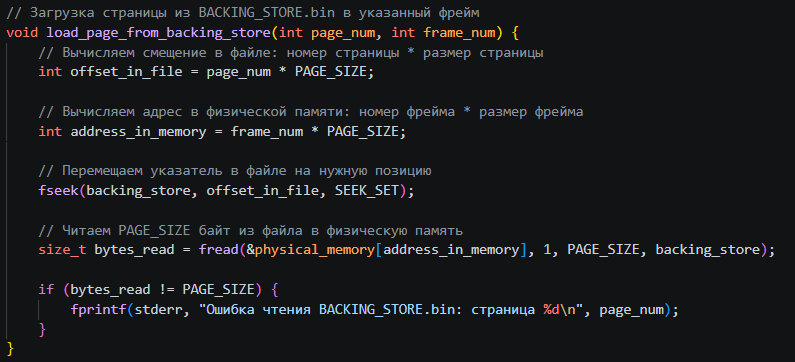 // Загрузка страницы из BACKING_STORE.bin в указанный фрейм
void load_page_from_backing_store(int page_num, int frame_num) {
    // Вычисляем смещение в файле: номер страницы * размер страницы
    int offset_in_file = page_num * PAGE_SIZE;

    // Вычисляем адрес в физической памяти: номер фрейма * размер фрейма
    int address_in_memory = frame_num * PAGE_SIZE;

    // Перемещаем указатель в файле на нужную позицию
    fseek(backing_store, offset_in_file, SEEK_SET);

    // Читаем PAGE_SIZE байт из файла в физическую память
    size_t bytes_read = fread(&physical_memory[address_in_memory], 1, PAGE_SIZE, backing_store);

    if (bytes_read != PAGE_SIZE) {
        fprintf(stderr, "Ошибка чтения BACKING_STORE.bin: страница %d\n", page_num);
    }
}